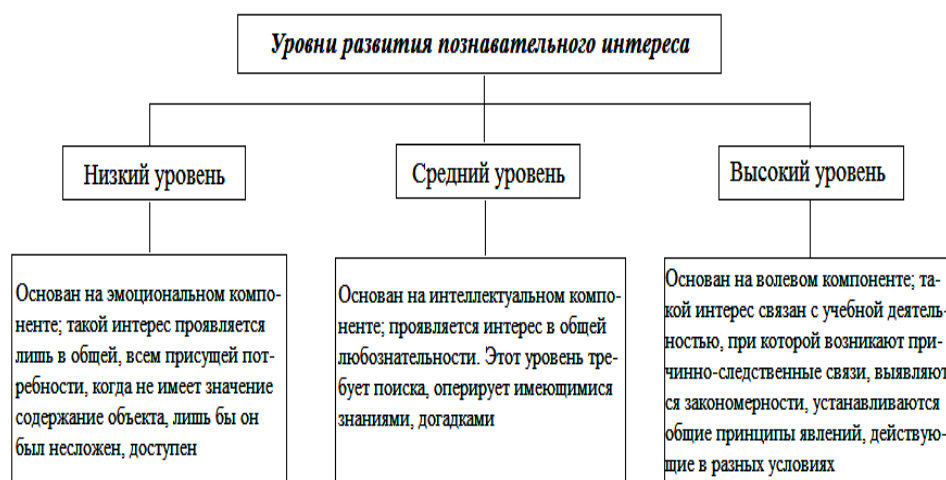 Уровни развития познавательного интереса
Низкий уровень
Средний уровень
Высокий уровень
Основан на эмоциональном компо-
ненте; такой интерес проявляется
лишь в общей, всем присущей пот-
ребности, когда не имеет значение
содержание объекта, лишь бы он
был несложен, доступен
Основан на интеллектуальном компо-
ненте; проявляется интерес в общей
любознательности. Этот уровень тре-
бует поиска, оперирует имеющимися
знаниями, догадками
Основан на волевом компоненте; та-
кой интерес связан с учебной деятель-
ностью, при которой возникают при-
чинно-следственные связи, выявляют
ся закономерности, устанавливаются
общие принципы явлений, действую-
щие в разных условиях